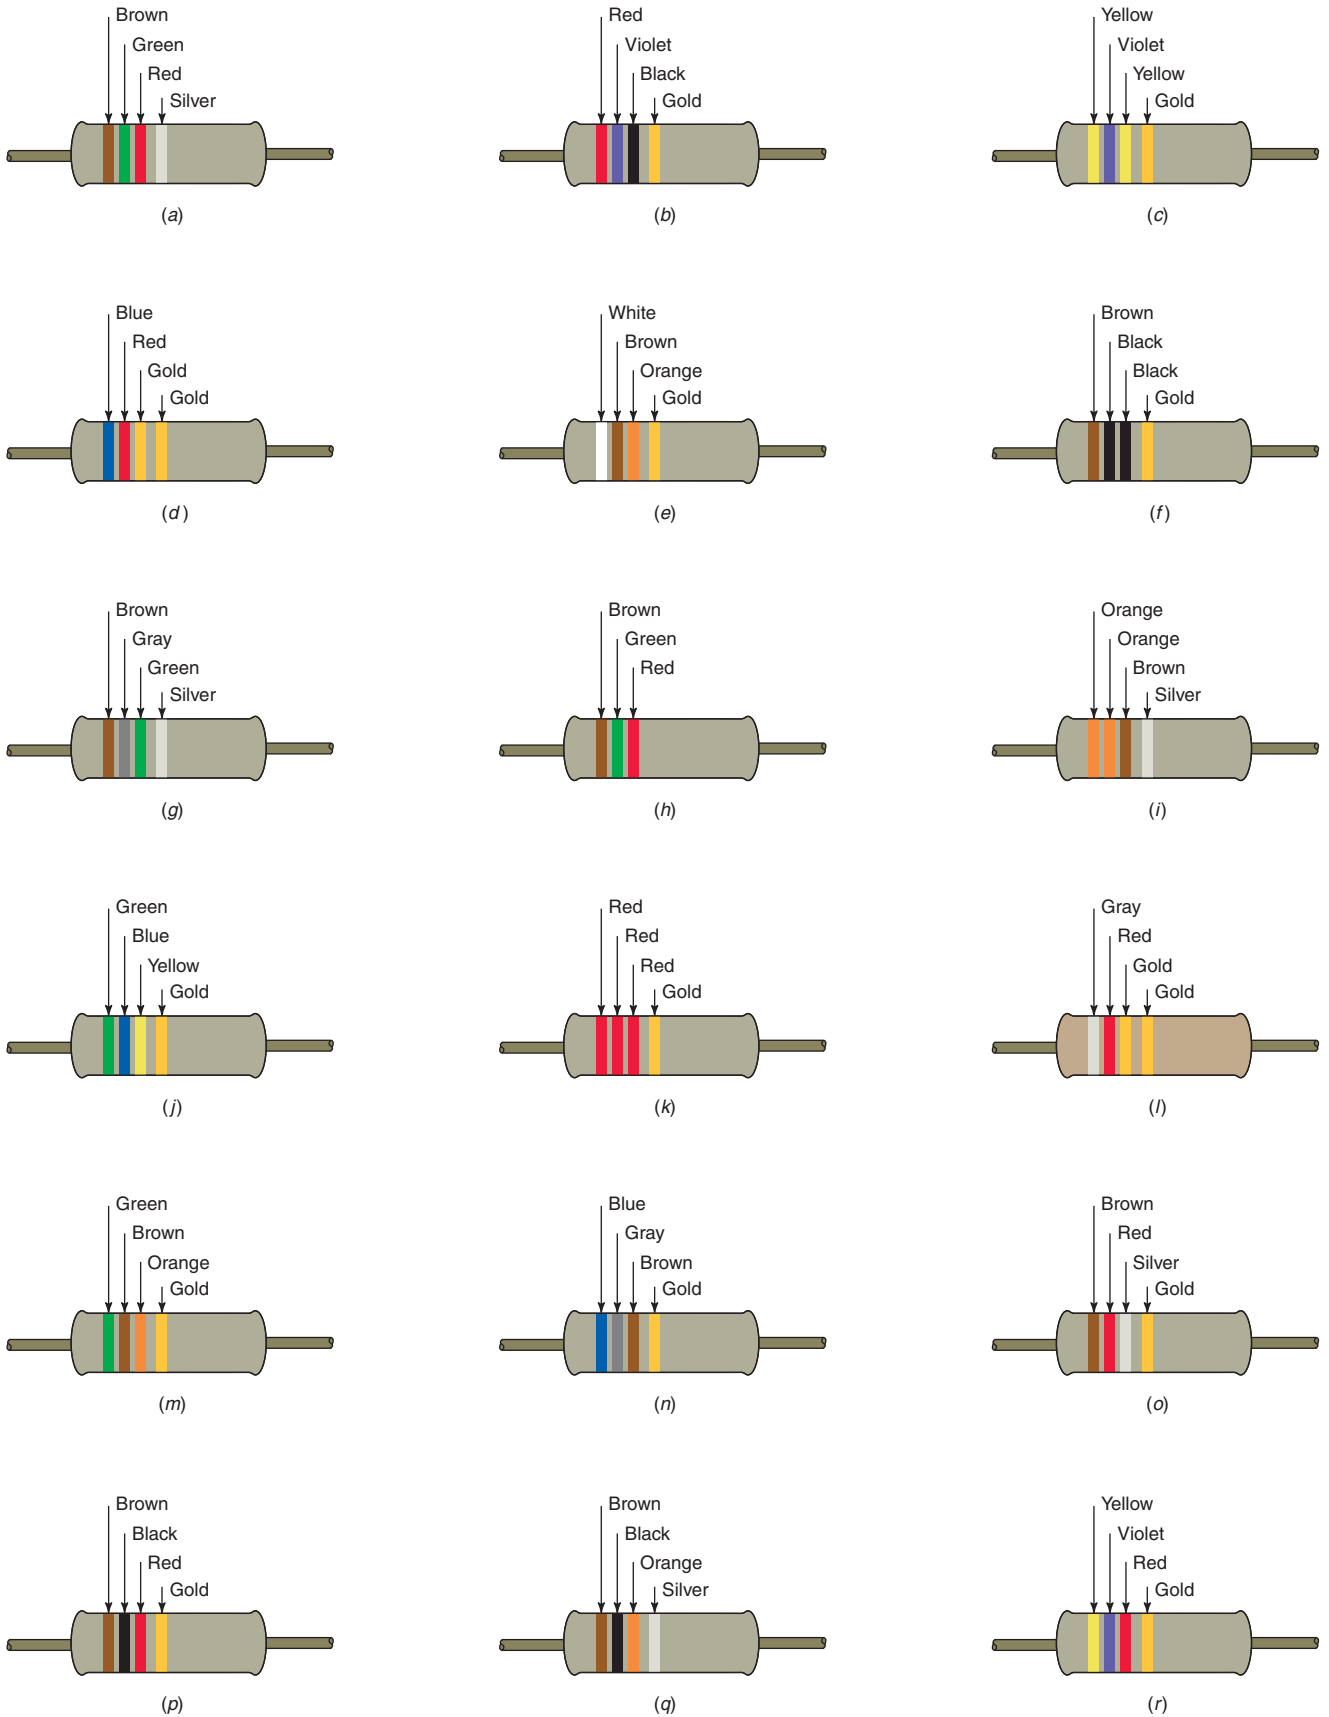 Brown
Green
Red
Silver
(a)
Red
Violet
Black
Gold
(b)
Yellow
Violet
Yellow
Gold
(c)
Blue
Red
Gold
Gold
(d)
White
Brown
Orange
Gold
(e)
Brown
Black
Black
Gold
(f)
Brown
Gray
Green
Silver
(g)
Brown
Green
Red
(h)
Orange
Orange
Brown
Silver
(i)
Green
Blue
Yellow
Gold
(j)
Red
Red
Red
Gold
(k)
Gray
Red
Gold
Gold
(l)
Green
Brown
Orange
Gold
(m)
Blue
Gray
Brown
Gold
(n)
Brown
Red
Silver
Gold
(o)
Brown
Black
Red
Gold
(p)
Brown
Black
Orange
Silver
(q)
Yellow
Violet
Red
Gold
(r)